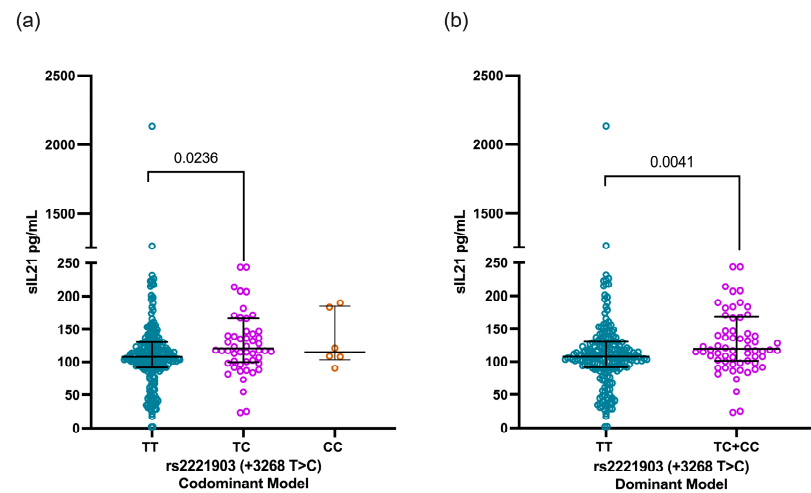 (a)
2500
2000
1500
250
200
150
100
50
0
sIL21 pg/mL
0.0236
TT
TC
CC
rs2221903 (+3268 T>C)
Codominant Model
(b)
2500
2000
1500
250
200
150
100
50
0
sIL21 pg/mL
0.0041
TT
TC+CC
rs2221903 (+3268 T>C)
Dominant Model